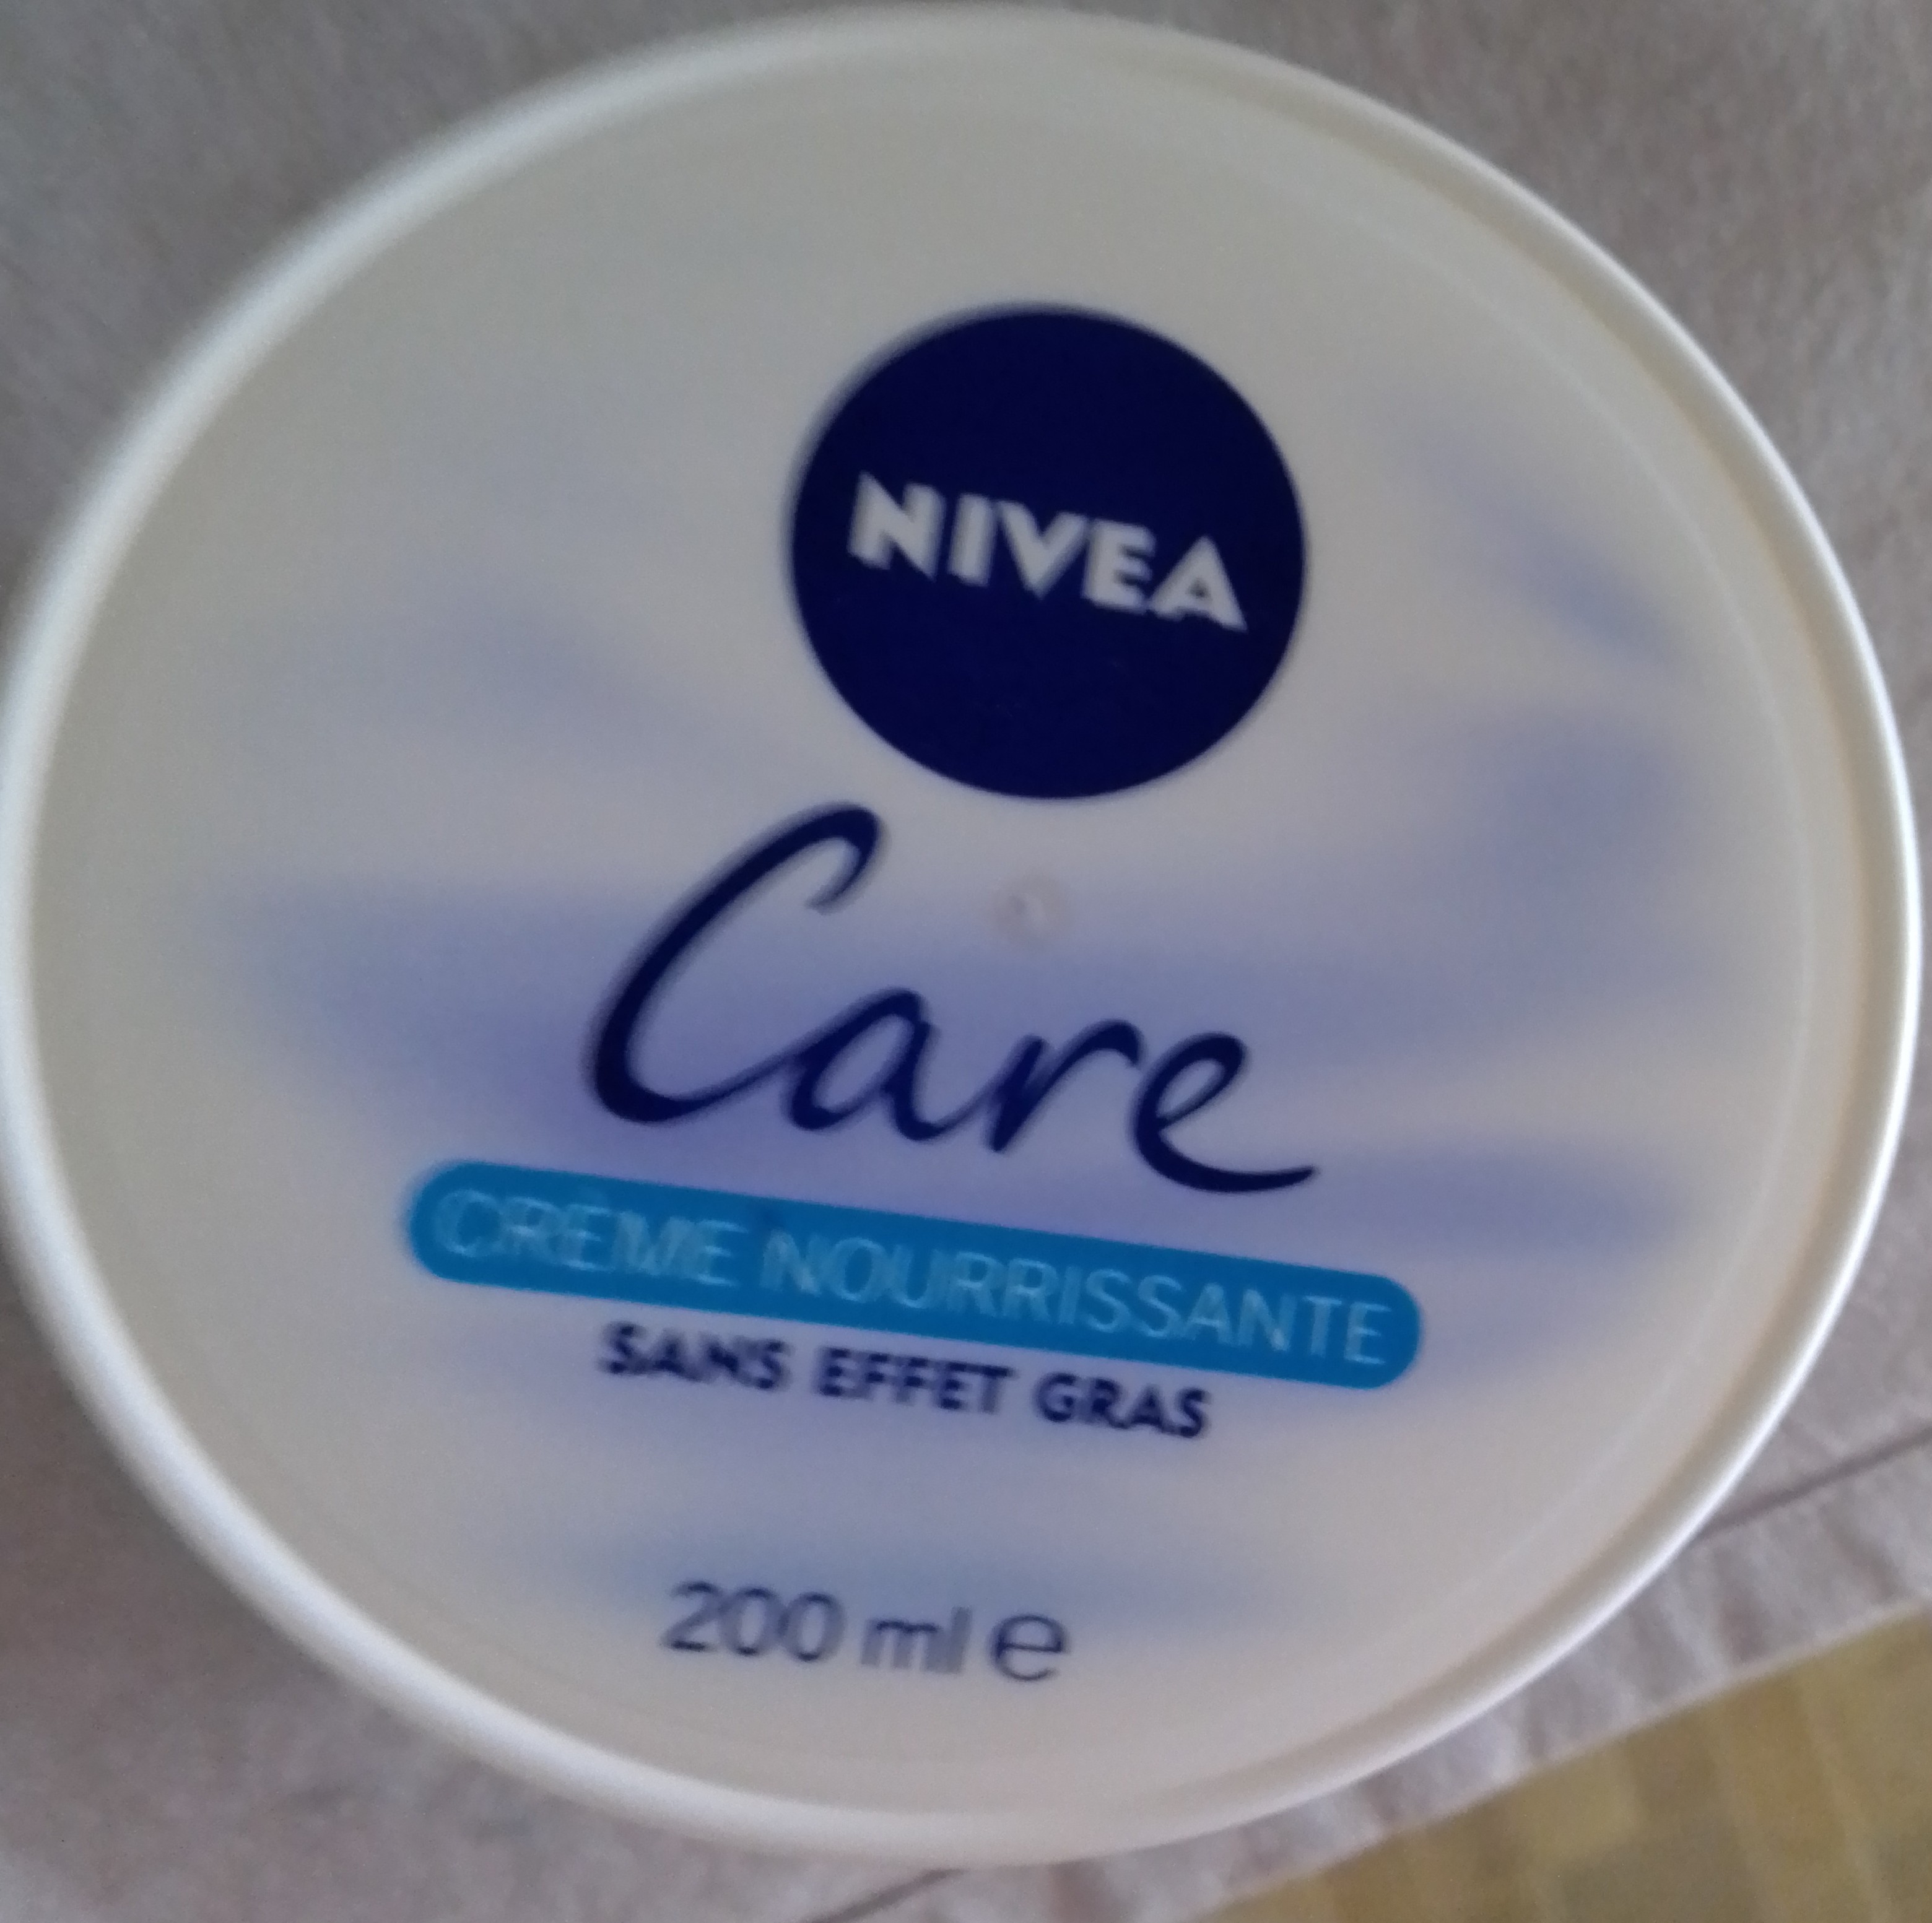 NIVEA
Care
CRÈME NOURRISSANTE
SANS EFFET GRAS
200 ml ℮